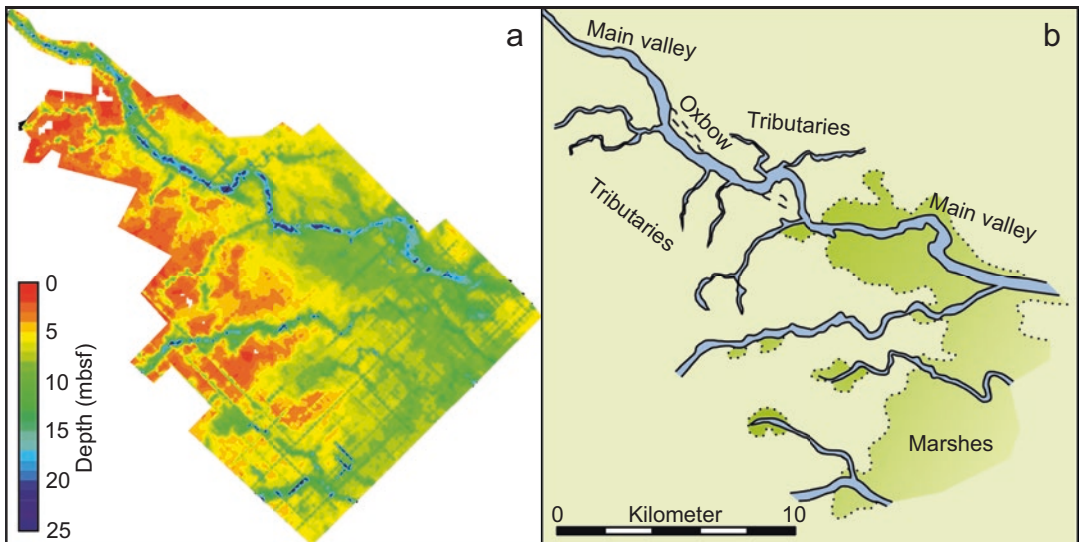 a
0
5
10
15
20
25
Depth (mbsf)
b
Main valley
Oxbow
Tributaries
Tributaries
Main valley
Marshes
0 Kilometer 10